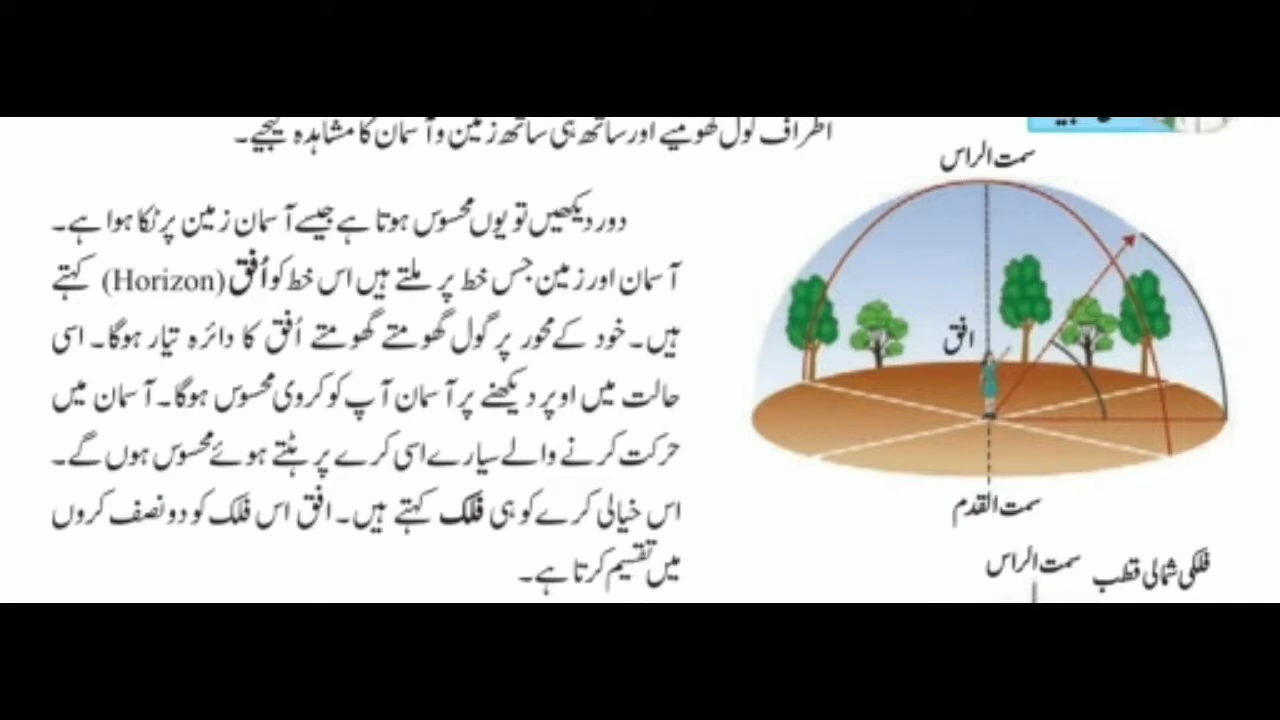 اطراف گول گھومیے اور ساتھ ہی ساتھ زمین و آسمان کا مشاہدہ کیجیے۔
سمت الراس
دور دیکھیں تو یوں محسوس ہوتا ہے جیسے آسمان زمین پر ٹکا ہوا ہے۔
آسمان اور زمین جس خط پر ملتے ہیں اس خط کو اُفق (Horizon) کہتے
ہیں۔ خود کے محور پر گول گھومتے گھومتے اُفق کا دائرہ تیار ہوگا۔ اسی
حالت میں اوپر دیکھنے پر آسمان آپ کو کروی محسوس ہوگا۔ آسمان میں
حرکت کرنے والے سیارے اسی کرے پر ہٹتے ہوئے محسوس ہوں گے۔
اس خیالی کرے کو ہی فلک کہتے ہیں۔ افق اس فلک کو دو نصف کروں
میں تقسیم کرتا ہے۔
افق
سمت القدم
فلکی شمالی قطب
سمت الراس